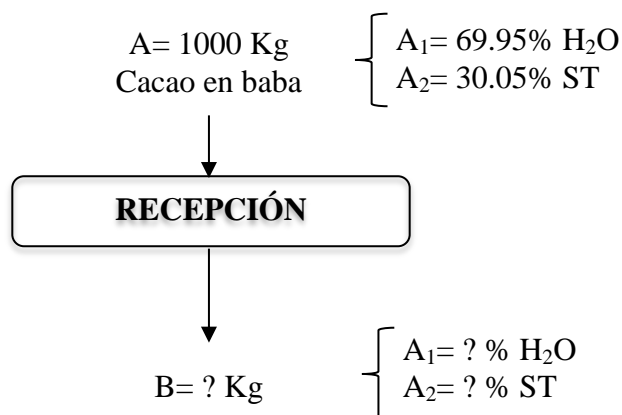 A= 1000 Kg
Cacao en baba
A₁= 69.95% H₂O
A₂= 30.05% ST
RECEPCIÓN
B= ? Kg
A₁= ? % H₂O
A₂= ? % ST